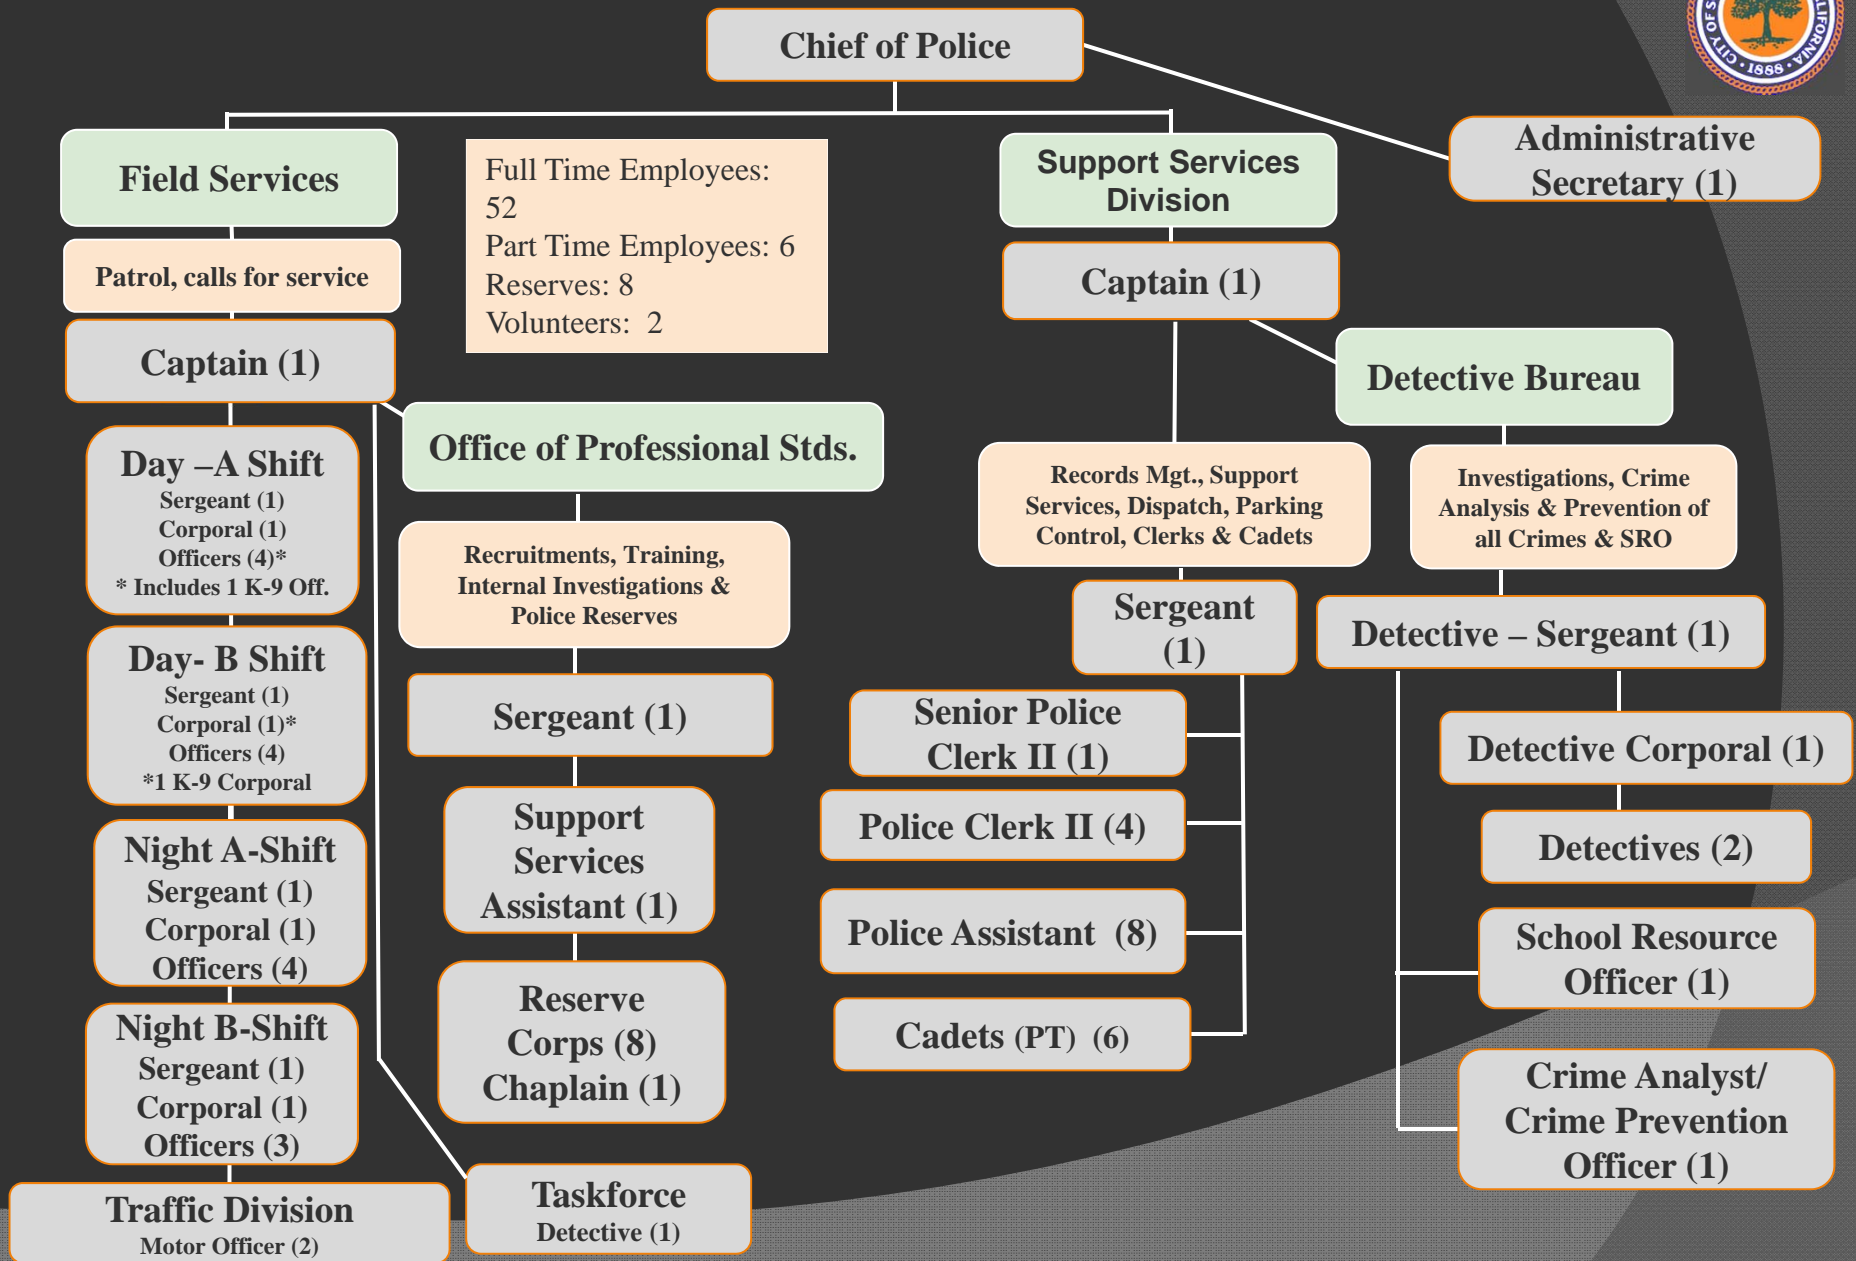 Chief of Police
CITY OF S
LIFORNIA
• 1888 •
Administrative
Secretary (1)
Field Services
Full Time Employees:
52
Part Time Employees: 6
Reserves: 8
Volunteers: 2
Support Services
Division
Patrol, calls for service
Captain (1)
Captain (1)
Detective Bureau
Office of Professional Stds.
Day –A Shift
Sergeant (1)
Corporal (1)
Officers (4)*
* Includes 1 K-9 Off.
Recruitments, Training,
Internal Investigations &
Police Reserves
Records Mgt., Support
Services, Dispatch, Parking
Control, Clerks & Cadets
Investigations, Crime
Analysis & Prevention of
all Crimes & SRO
Day- B Shift
Sergeant (1)
Corporal (1)*
Officers (4)
*1 K-9 Corporal
Sergeant (1)
Sergeant
(1)
Detective – Sergeant (1)
Senior Police
Clerk II (1)
Detective Corporal (1)
Night A-Shift
Sergeant (1)
Corporal (1)
Officers (4)
Support
Services
Assistant (1)
Police Clerk II (4)
Detectives (2)
Police Assistant (8)
School Resource
Officer (1)
Night B-Shift
Sergeant (1)
Corporal (1)
Officers (3)
Reserve
Corps (8)
Chaplain (1)
Cadets (PT) (6)
Crime Analyst/
Crime Prevention
Officer (1)
Traffic Division
Motor Officer (2)
Taskforce
Detective (1)